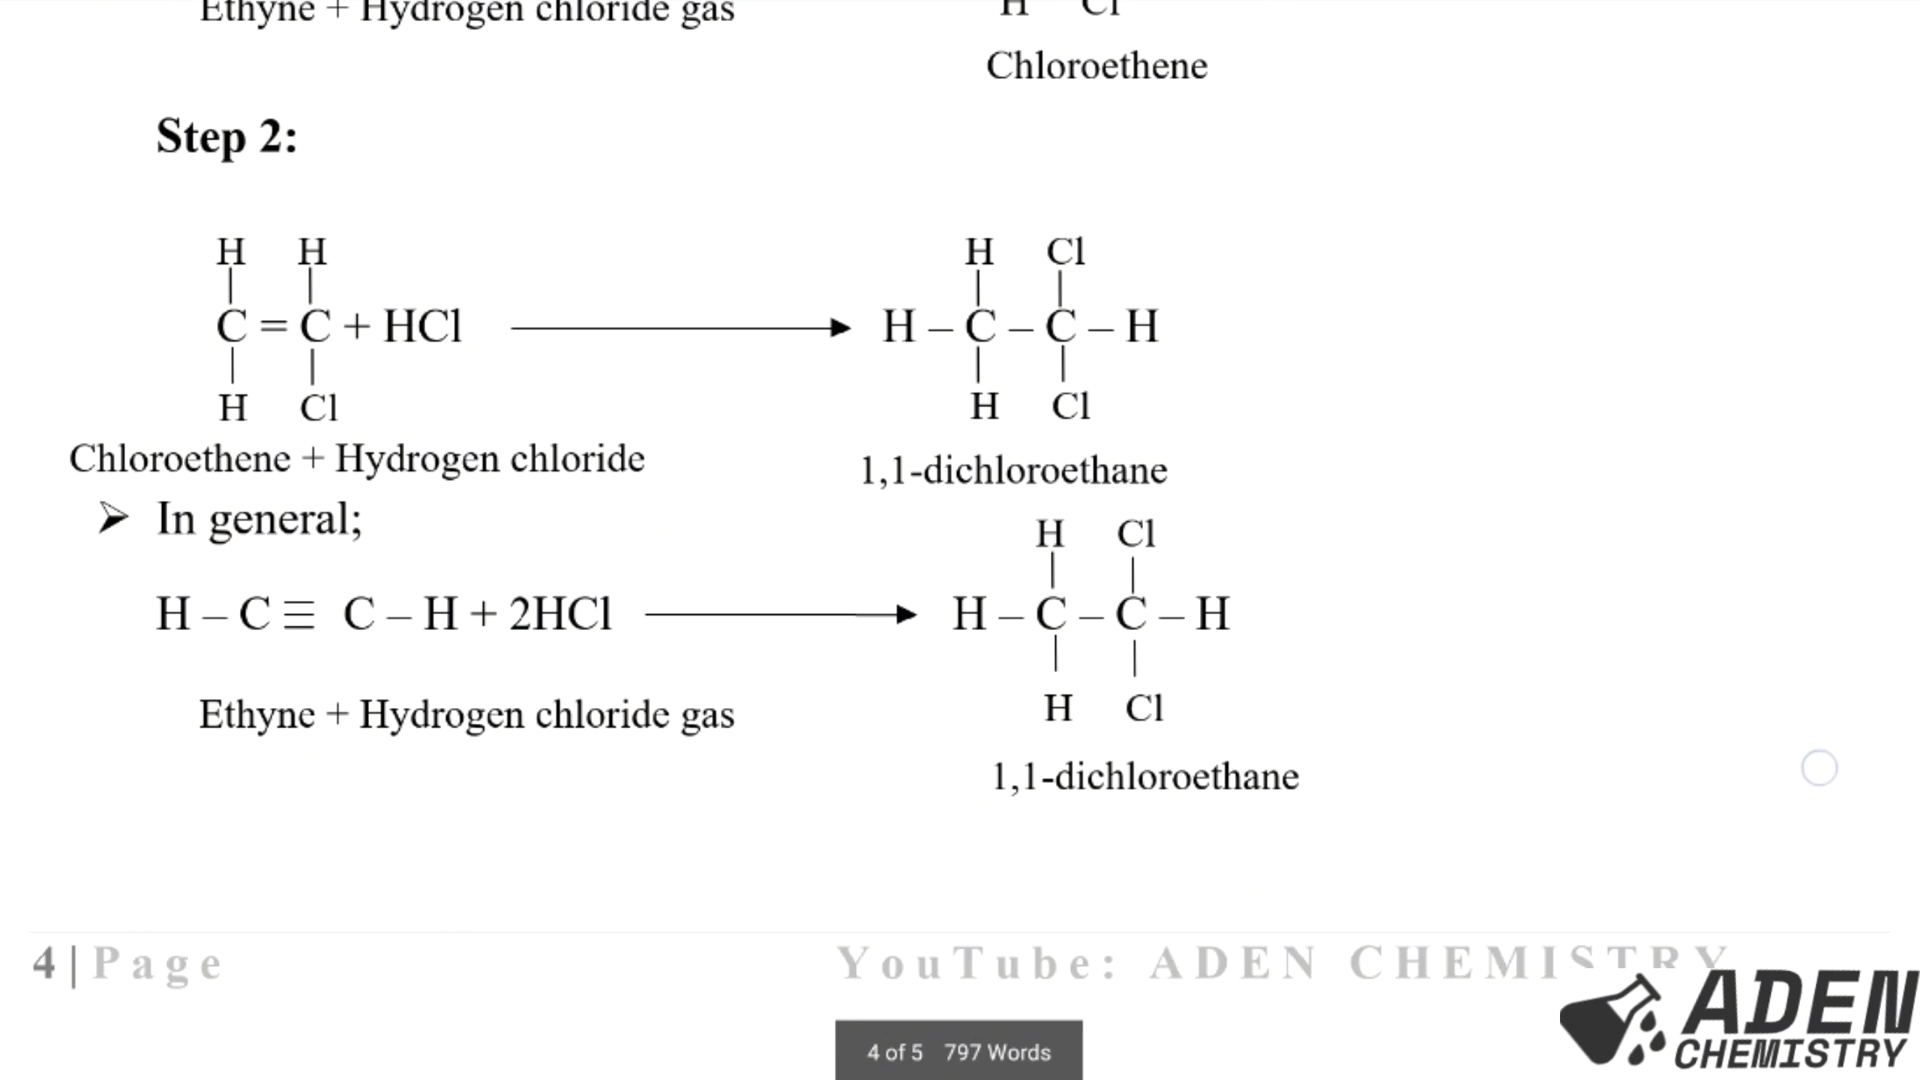 Ethyne + Hydrogen chloride gas
H Cl
Chloroethene
Step 2:
H H H Cl
| | | |
C = C + HCl H – C – C – H
| | | |
H Cl H Cl
Chloroethene + Hydrogen chloride 1,1-dichloroethane
➢ In general;
H Cl
| |
H – C ≡ C – H + 2HCl H – C – C – H
| |
H Cl
Ethyne + Hydrogen chloride gas
1,1-dichloroethane
4 | Page YouTube: ADEN CHEMISTRY
ADEN
CHEMISTRY
4 of 5 797 Words